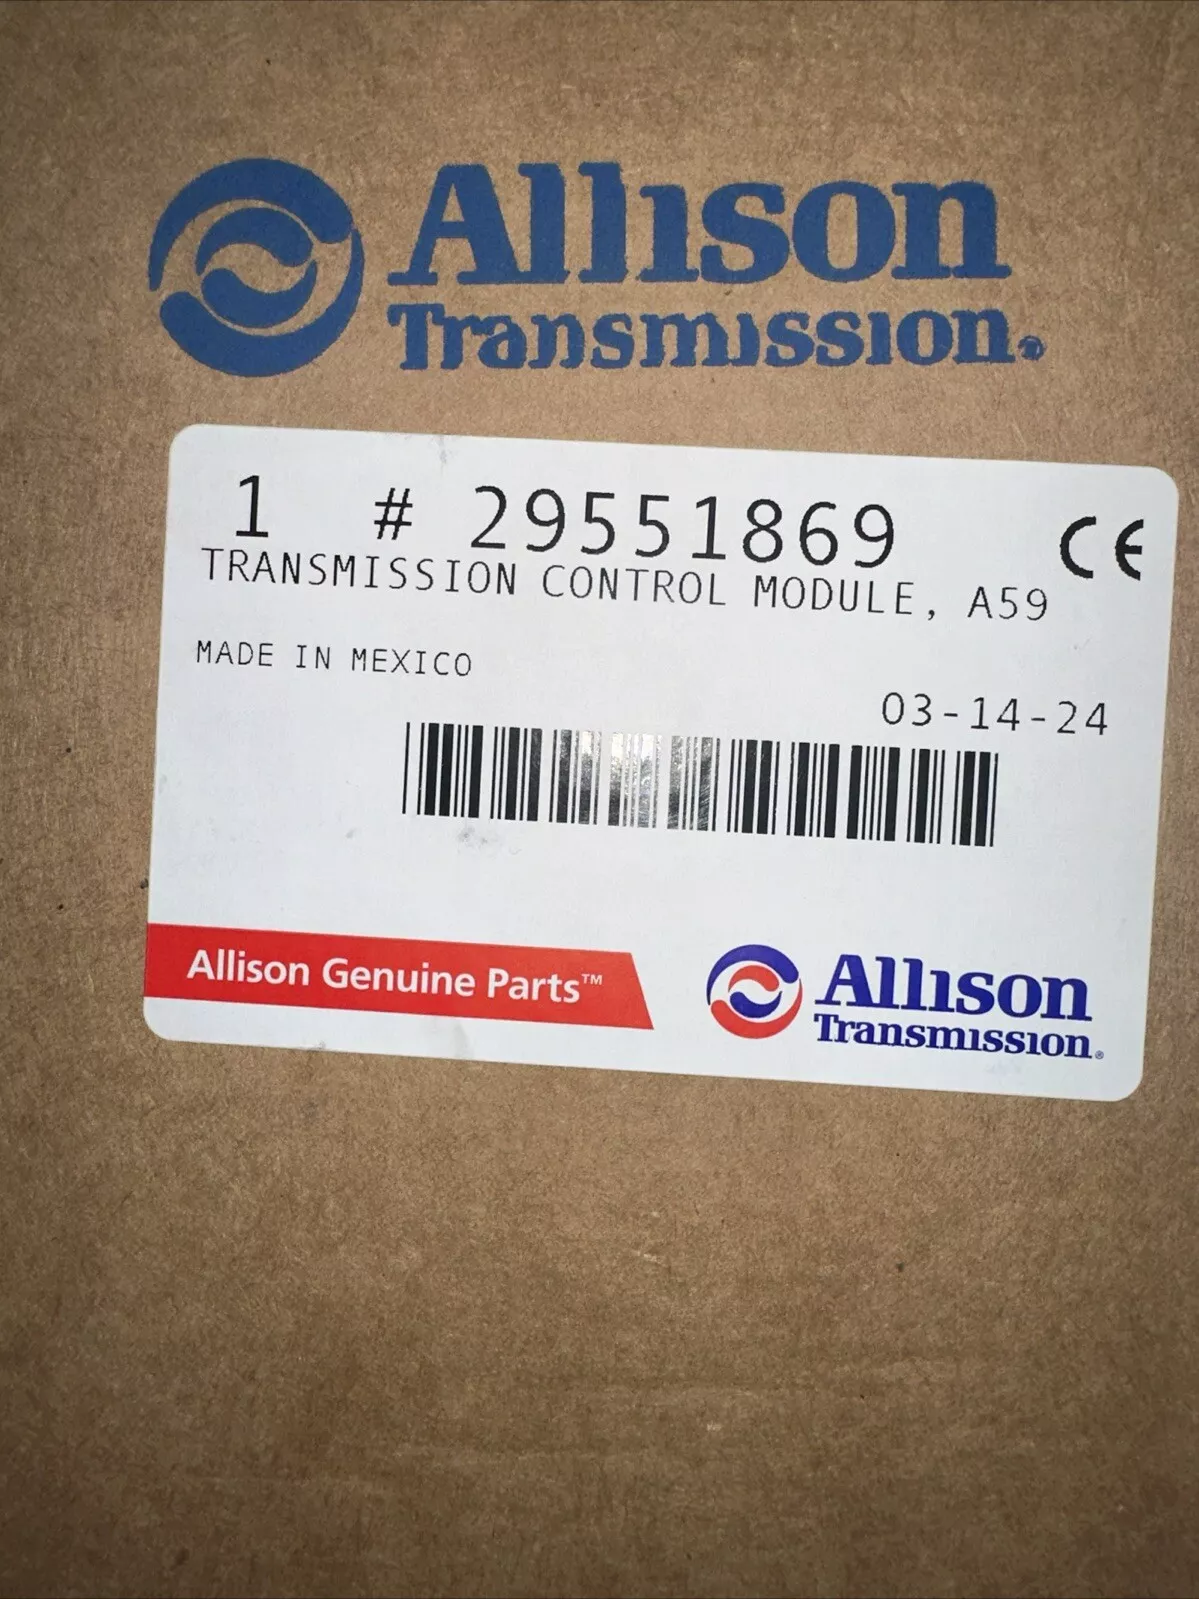 Allison
Transmission®
1 # 29551869 CE
TRANSMISSION CONTROL MODULE, A59
MADE IN MEXICO
03-14-24
Allison Genuine Parts™
Allison
Transmission®